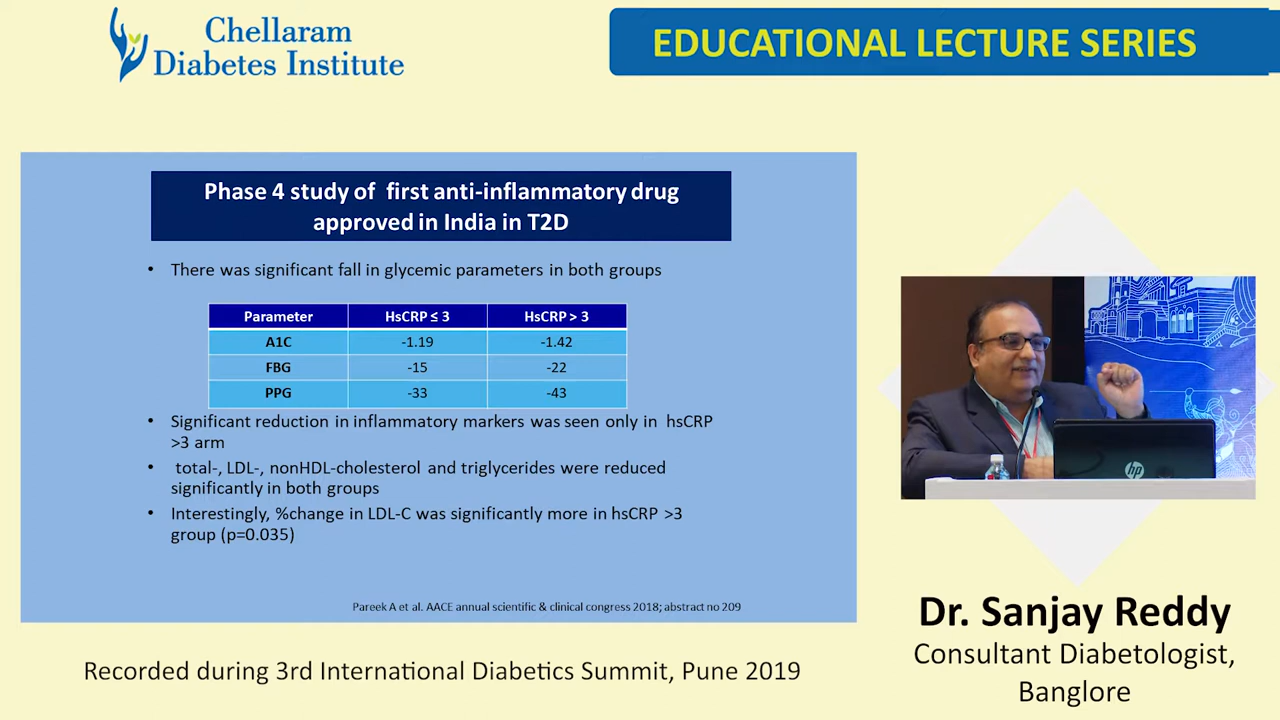 Chellaram
Diabetes Institute
EDUCATIONAL LECTURE SERIES
Phase 4 study of first anti-inflammatory drug
approved in India in T2D
• There was significant fall in glycemic parameters in both groups
Parameter HsCRP ≤ 3 HsCRP > 3
A1C -1.19 -1.42
FBG -15 -22
PPG -33 -43
• Significant reduction in inflammatory markers was seen only in hsCRP
>3 arm
• total-, LDL-, nonHDL-cholesterol and triglycerides were reduced
significantly in both groups
• Interestingly, %change in LDL-C was significantly more in hsCRP >3
group (p=0.035)
Pareek A et al. AACE annual scientific & clinical congress 2018; abstract no 209
hp
Dr. Sanjay Reddy
Consultant Diabetologist,
Banglore
Recorded during 3rd International Diabetics Summit, Pune 2019